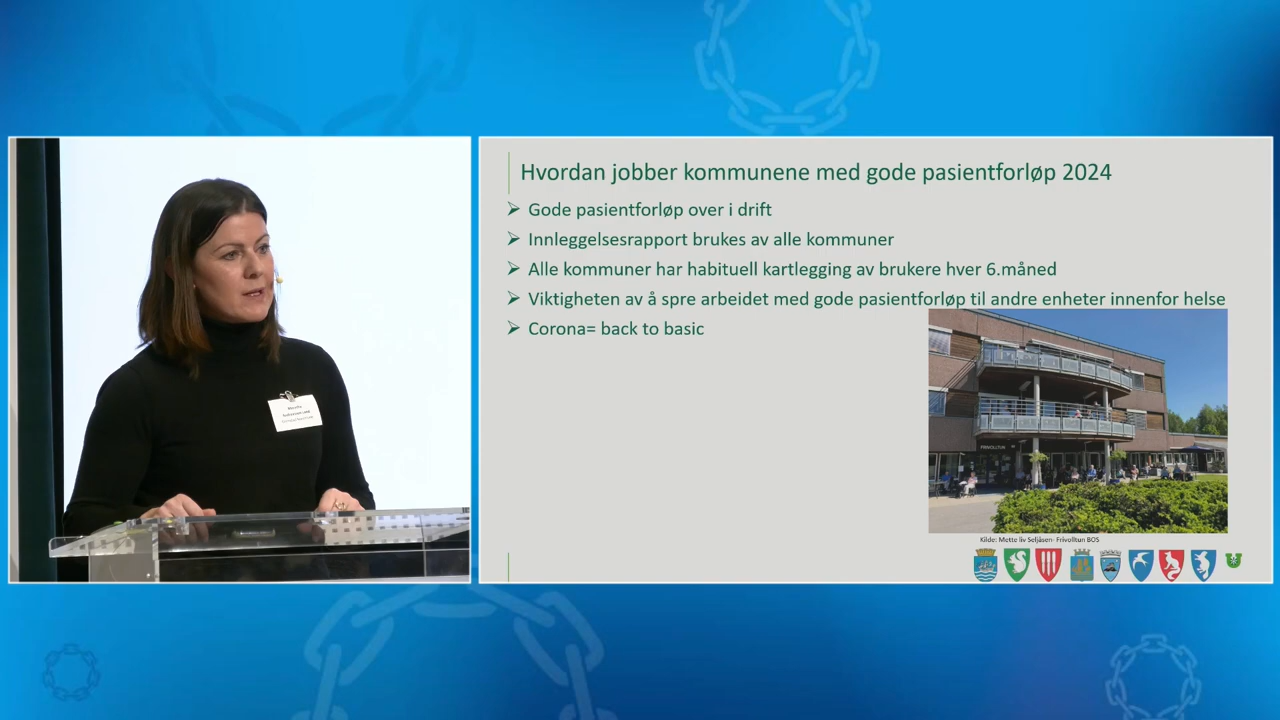 Hvordan jobber kommunene med gode pasientforløp 2024
Gode pasientforløp over i drift
Innleggelsesrapport brukes av alle kommuner
Alle kommuner har habituell kartlegging av brukere hver 6.måned
Viktigheten av å spre arbeidet med gode pasientforløp til andre enheter innenfor helse
Corona= back to basic
FRIVOLLTUN
Kilde: Mette liv Seljåsen- Frivolltun BOS